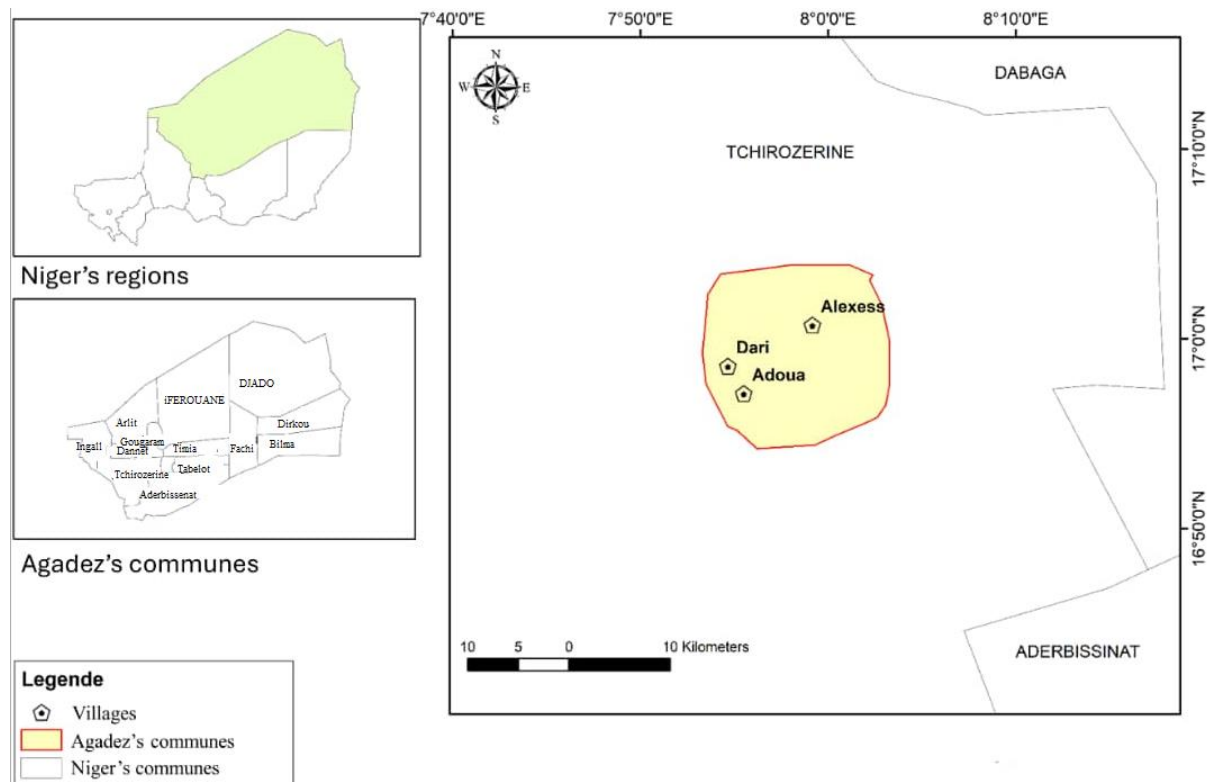 Niger's regions
DJADO
iFEROUANE
Arlit
Dirkou
Gougaram
Ingall
Dannet
Timia
Fachi
Bilma
Tabelot
Tchirozerine
Aderbissenat
Agadez's communes
Legende
Villages
Agadez's communes
Niger's communes
7°40'0"E
7°50'0"E
8°0'0"E
8°10'0"E
N
W
E
S
DABAGA
TCHIROZERINE
17°10'0"N
Alexess
17°0'0"N
Dari
Adoua
16°50'0"N
10 5 0 10 Kilometers
ADERBISSINAT